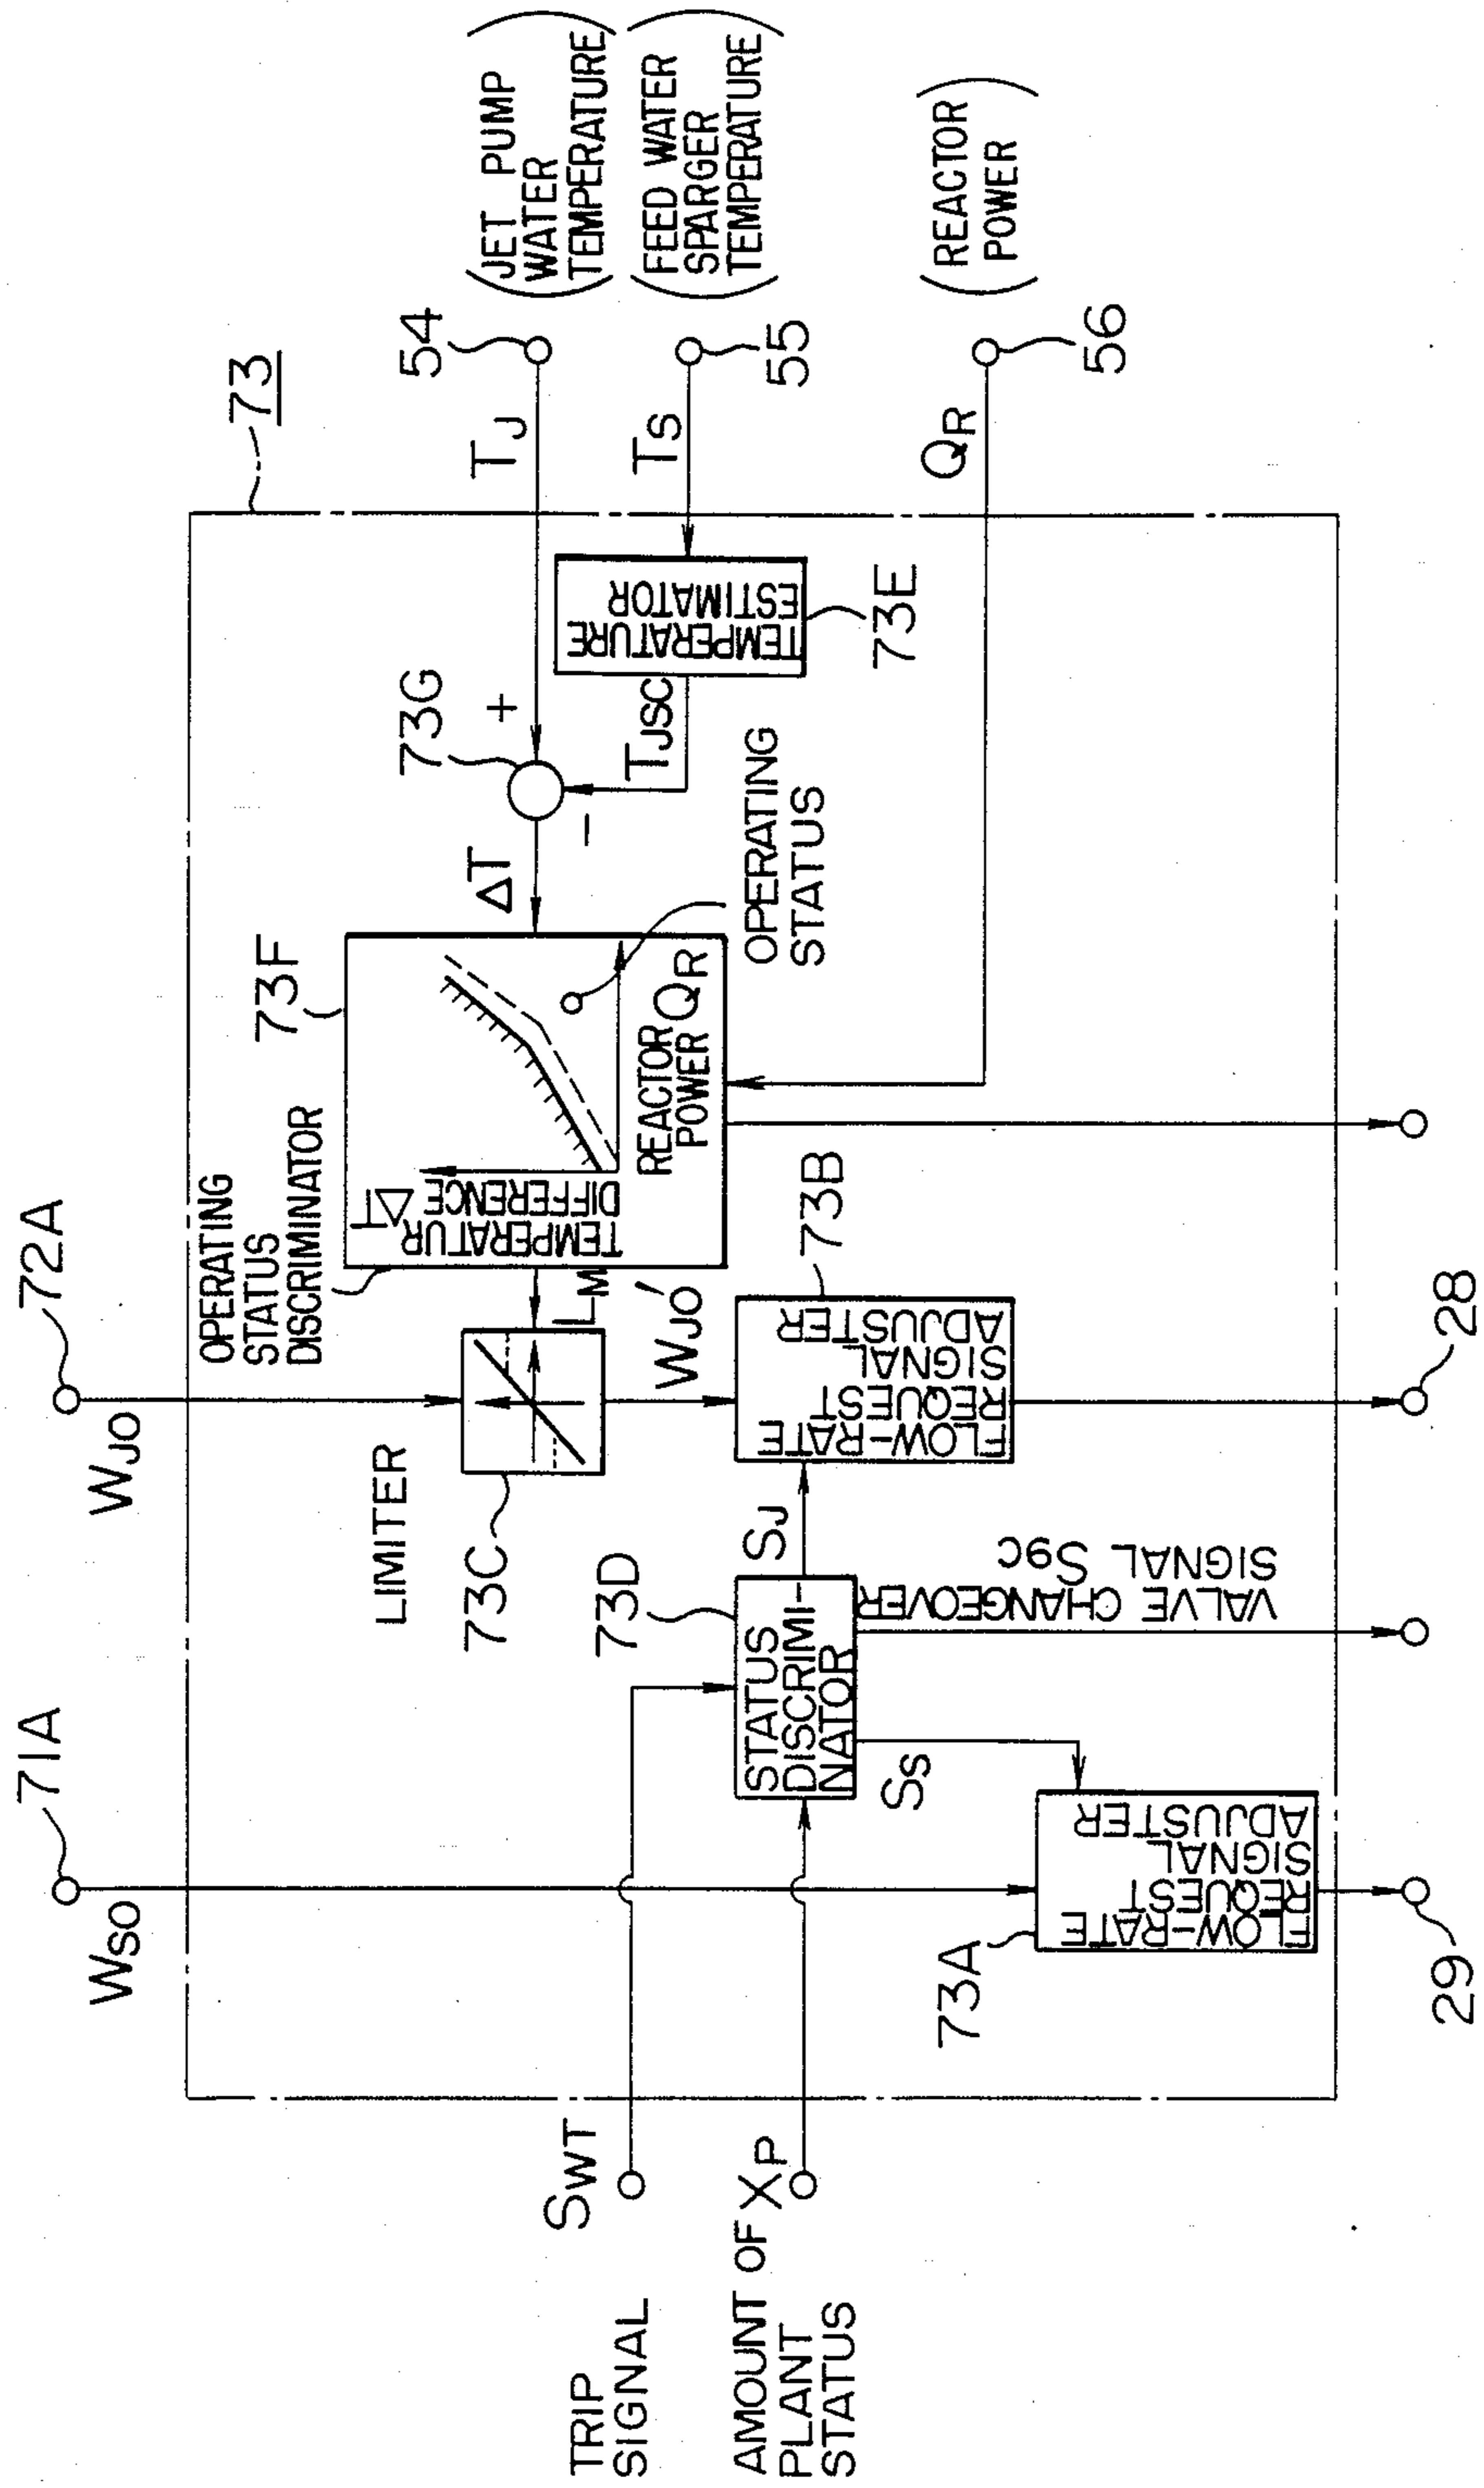 71A
72A
WSO
WJO
73
LIMITER
73C
OPERATING
STATUS
DISCRIMINATOR
73F
TEMPERATUR
DIFFERENCE
ΔT
REACTOR
POWER QR
OPERATING
STATUS
ΔT
73G
+
-
TJ
54
(JET PUMP
WATER
TEMPERATURE)
TJSC
TEMPERATURE
ESTIMATOR
73E
TS
55
(FEED WATER
SPARGER
TEMPERATURE)
QR
56
(REACTOR
POWER)
LM
WJO'
73B
FLOW-RATE
REQUEST
SIGNAL
ADJUSTER
TRIP
SIGNAL
SWT
AMOUNT OF XP
PLANT
STATUS
73D
STATUS
DISCRIMI-
NATOR
SJ
SS
VALVE CHANGEOVER
SIGNAL S9C
73A
FLOW-RATE
REQUEST
SIGNAL
ADJUSTER
29
28